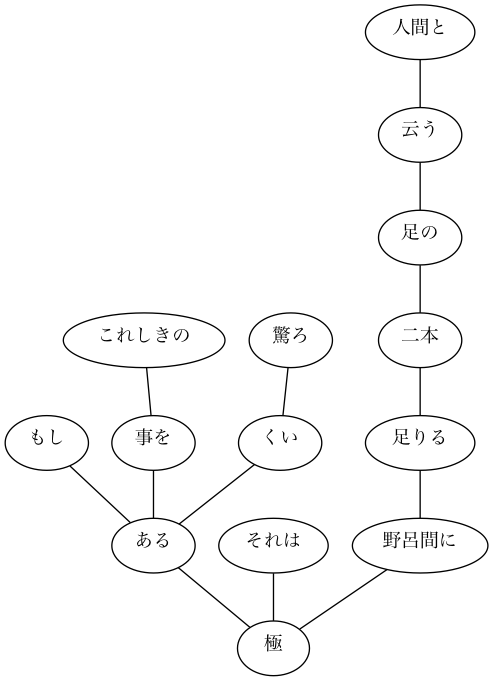 人間と
云う
足の
これしきの
驚ろ
二本
もし
事を
くい
足りる
ある
それは
野呂間に
極